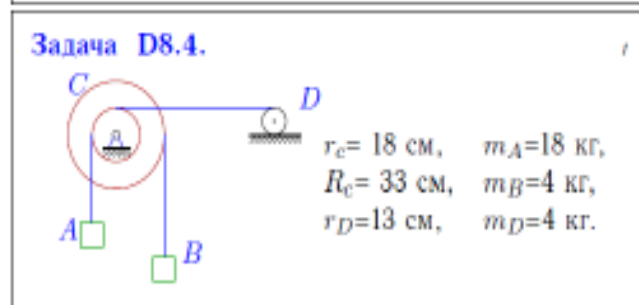 Задача D8.4.
C
D
r_c= 18 см, m_A=18 кг,
R_c= 33 см, m_B=4 кг,
r_D=13 см, m_D=4 кг.
A
B